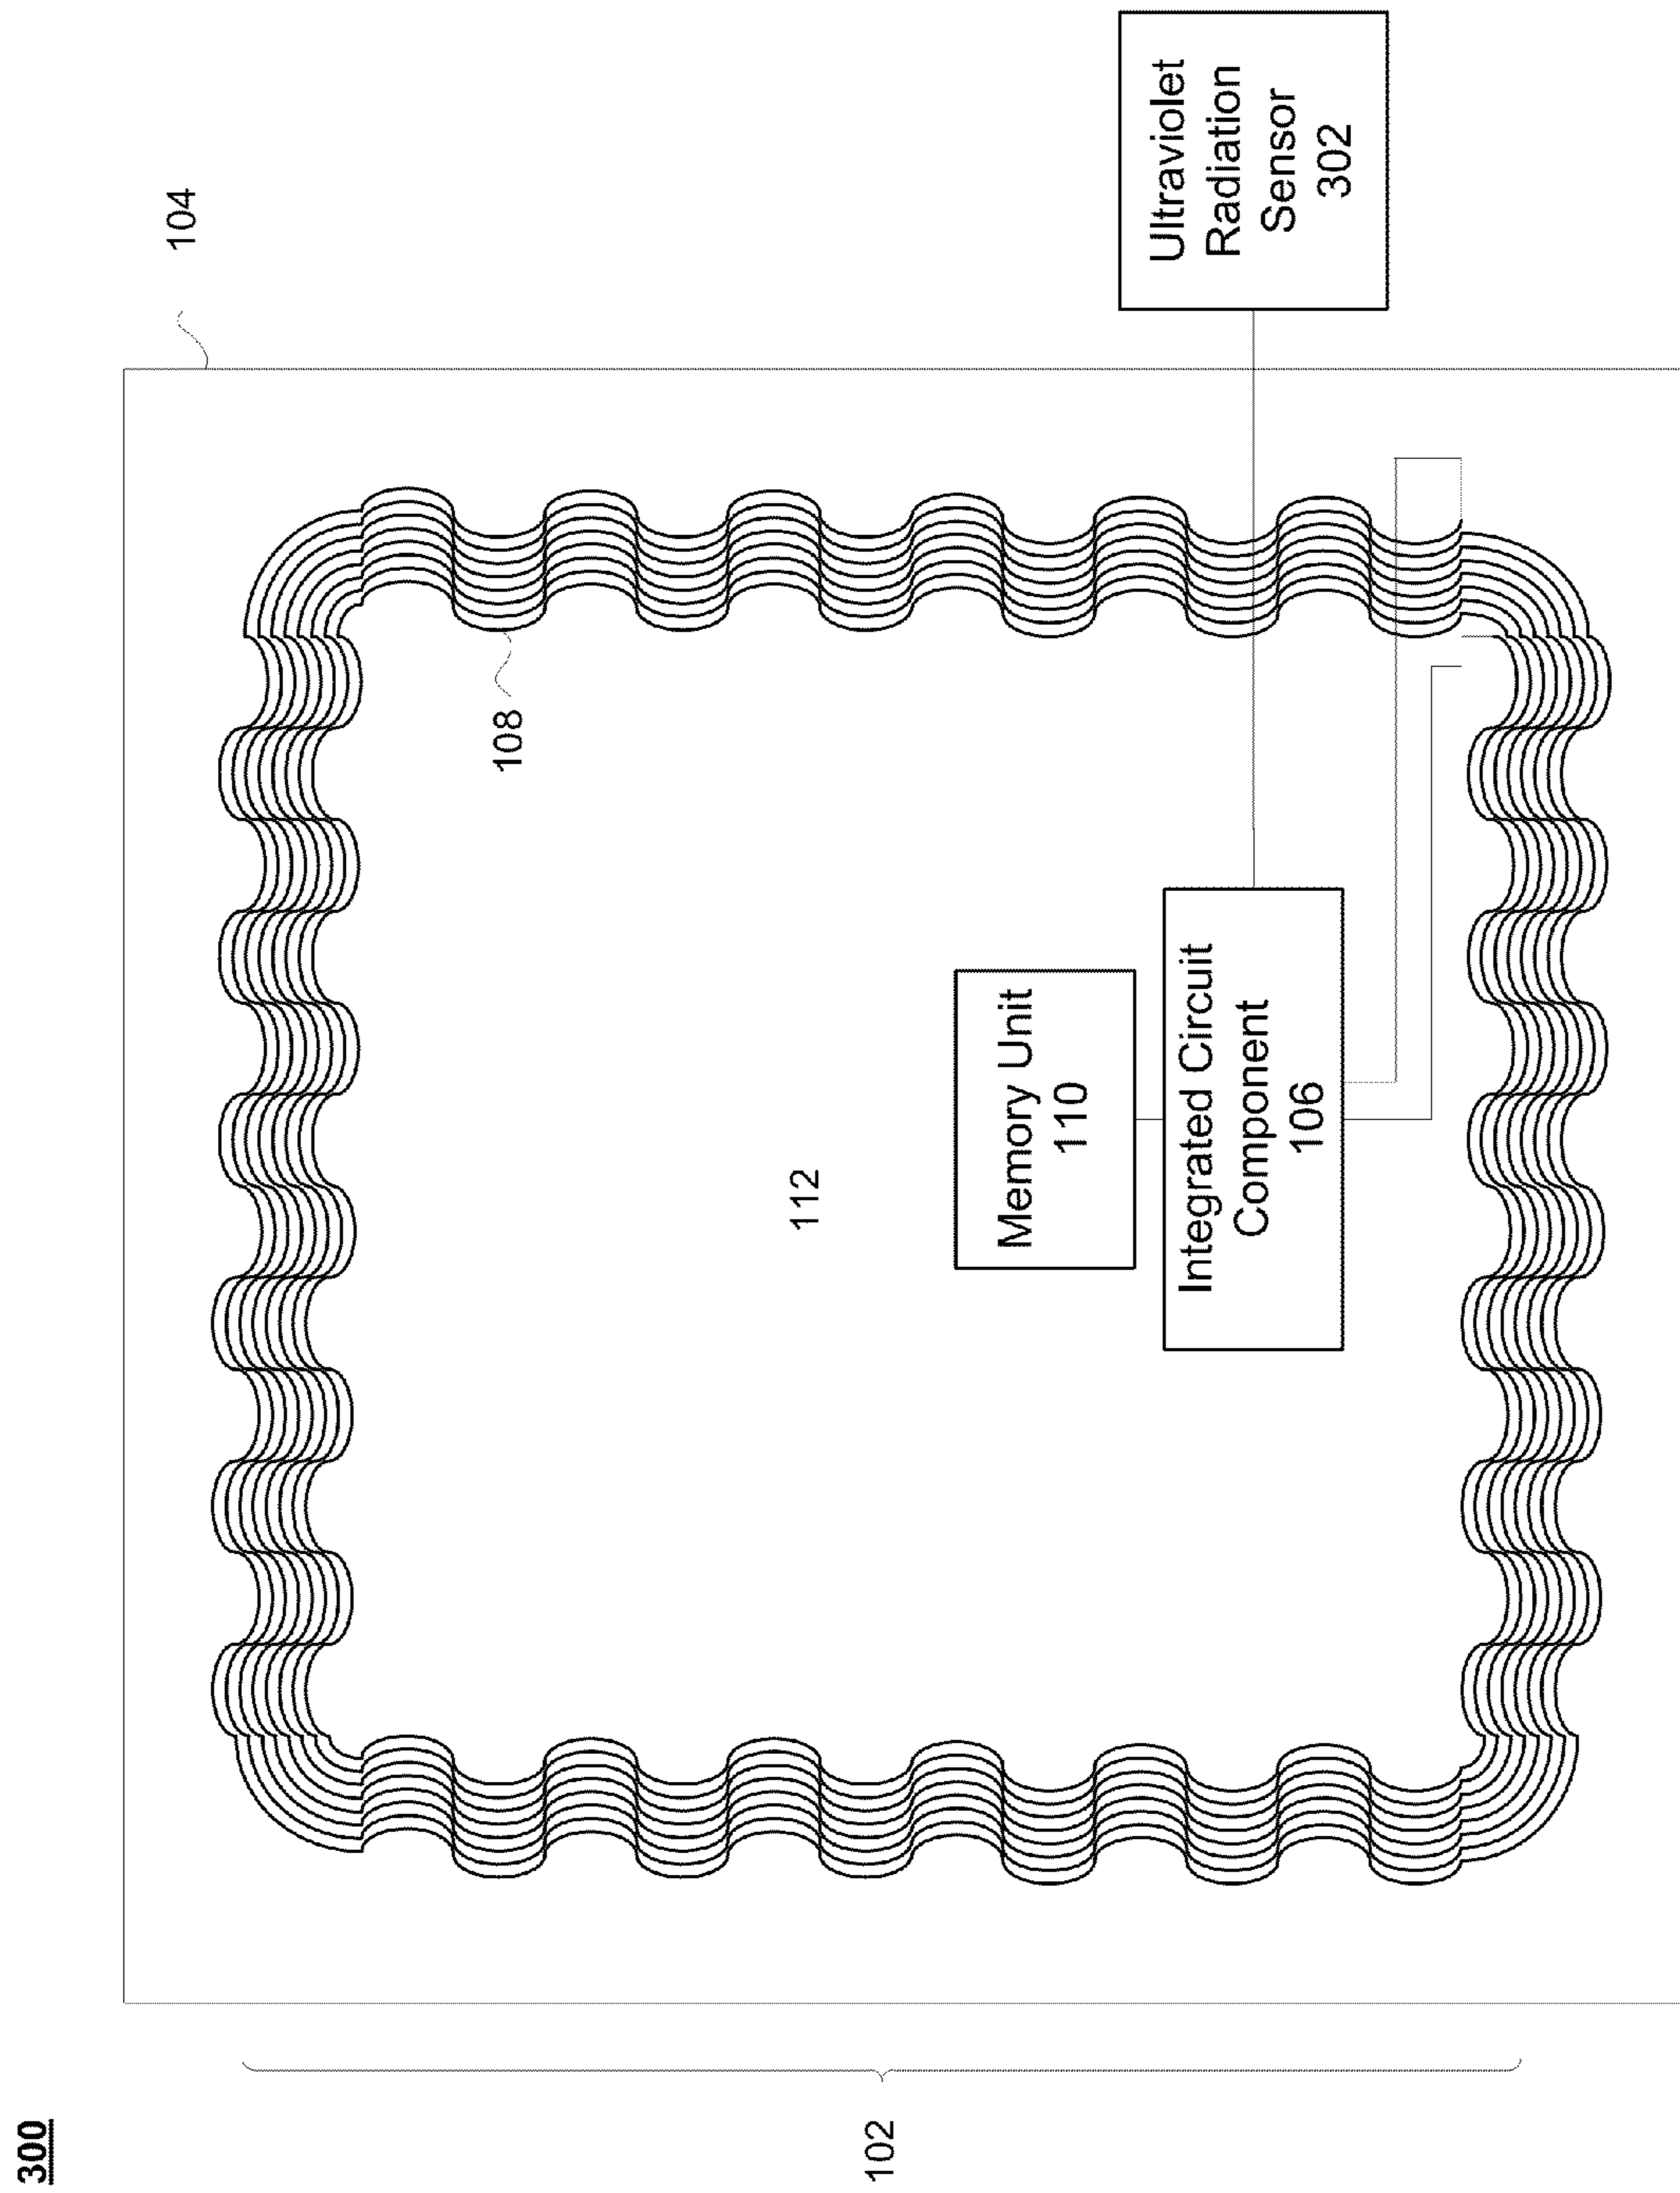 300
102
104
108
112
Memory Unit
110
Integrated Circuit
Component
106
Ultraviolet
Radiation
Sensor
302